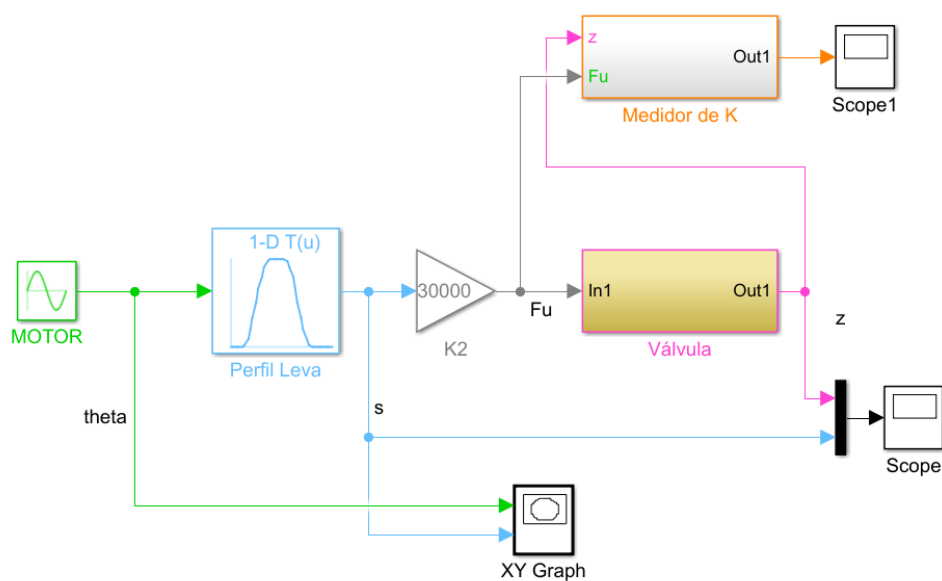 z
Fu
Out1
Medidor de K
Scope1
1-D T(u)
30000
In1
Out1
MOTOR
Perfil Leva
K2
Fu
Válvula
z
theta
s
Scope
XY Graph